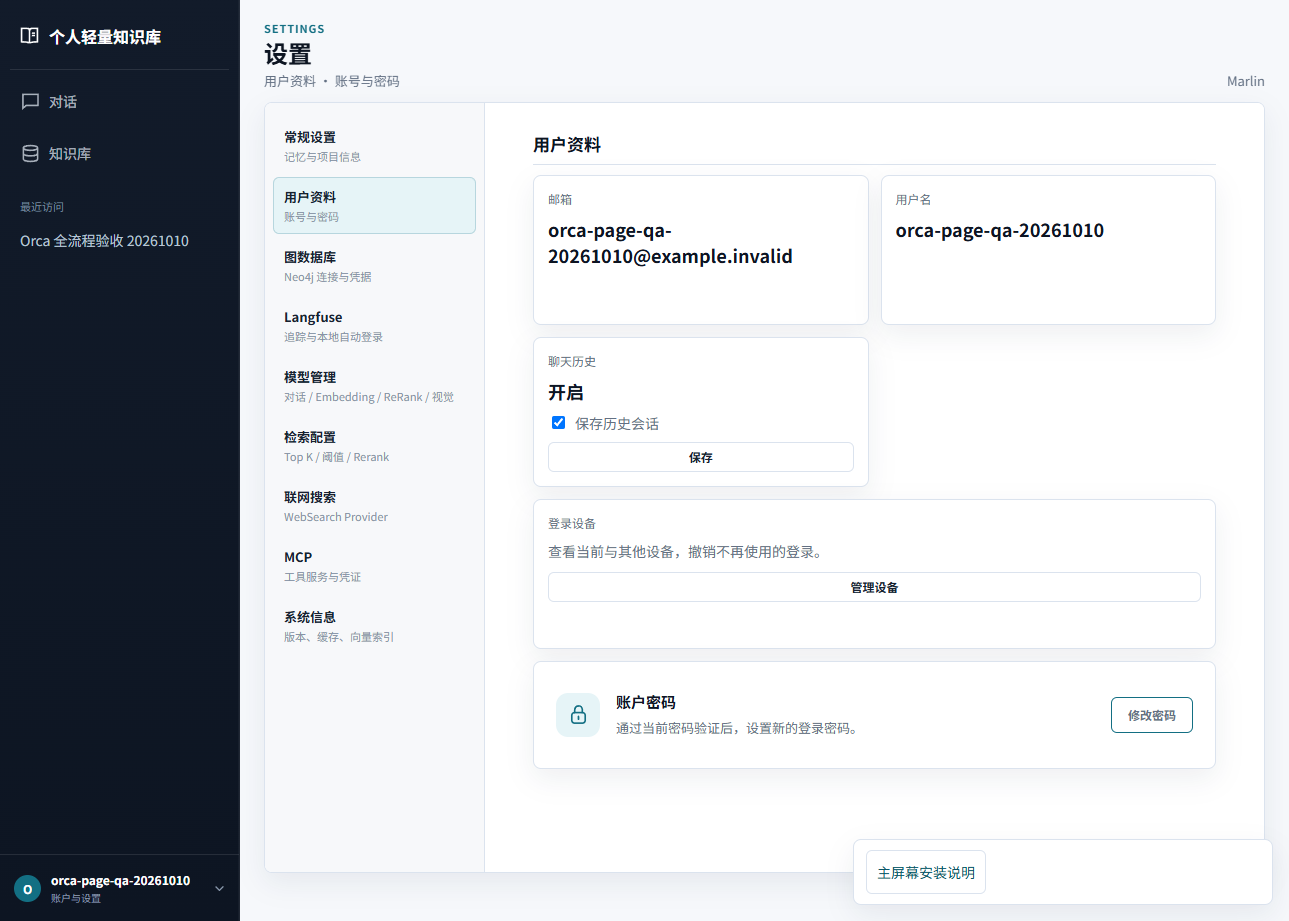 个人轻量知识库
对话
知识库
最近访问
Orca 全流程验收 20261010
orca-page-qa-20261010
O
账户与设置
SETTINGS
设置
用户资料 • 账号与密码
Marlin
常规设置
记忆与项目信息
用户资料
账号与密码
图数据库
Neo4j 连接与凭据
Langfuse
追踪与本地自动登录
模型管理
对话 / Embedding / ReRank / 视觉
检索配置
Top K / 阈值 / Rerank
联网搜索
WebSearch Provider
MCP
工具服务与凭证
系统信息
版本、缓存、向量索引
用户资料
邮箱
orca-page-qa-
20261010@example.invalid
用户名
orca-page-qa-20261010
聊天历史
开启
保存历史会话
保存
登录设备
查看当前与其他设备，撤销不再使用的登录。
管理设备
账户密码
通过当前密码验证后，设置新的登录密码。
修改密码
主屏幕安装说明